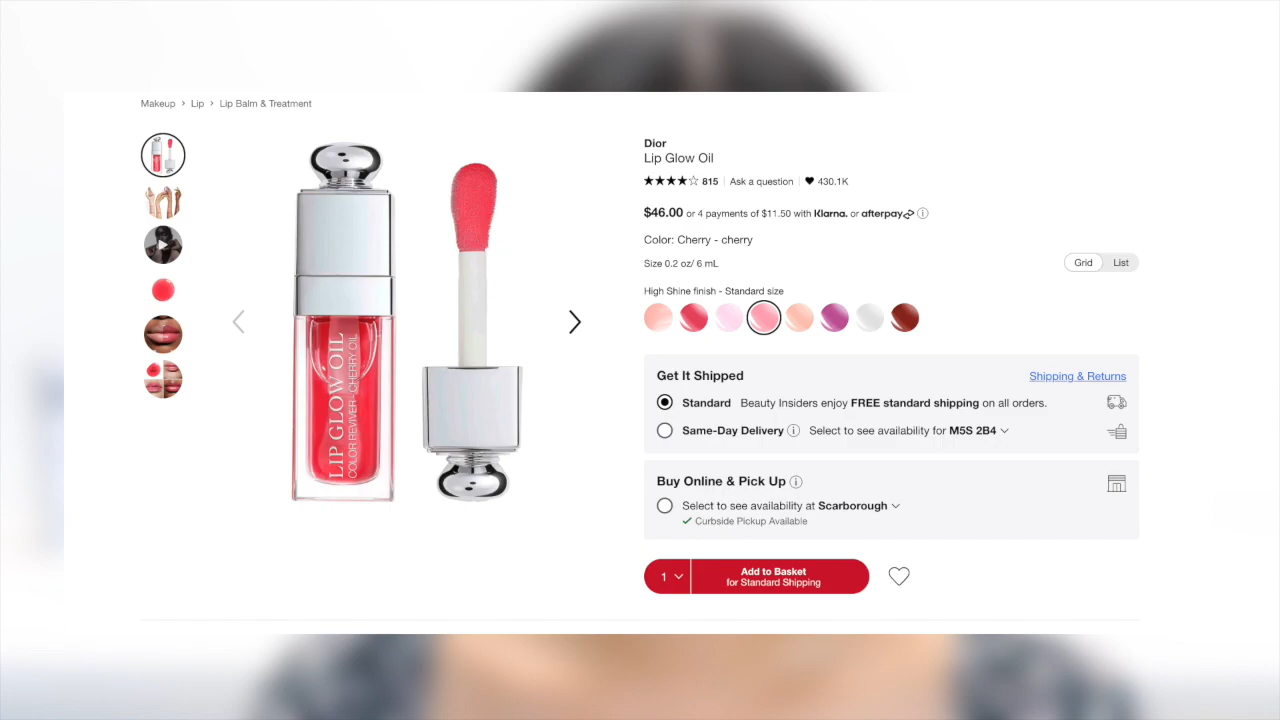 Makeup > Lip > Lip Balm & Treatment
Dior
Lip Glow Oil
815 Ask a question 430.1K
$46.00 or 4 payments of $11.50 with Klarna. or afterpay
Color: Cherry - cherry
Size 0.2 oz/ 6 mL
Grid List
High Shine finish - Standard size
LIP GLOW OIL
COLOR REVIVER - CHERRY OIL
Get It Shipped Shipping & Returns
Standard Beauty Insiders enjoy FREE standard shipping on all orders.
Same-Day Delivery Select to see availability for M5S 2B4
Buy Online & Pick Up
Select to see availability at Scarborough
Curbside Pickup Available
1 Add to Basket
for Standard Shipping